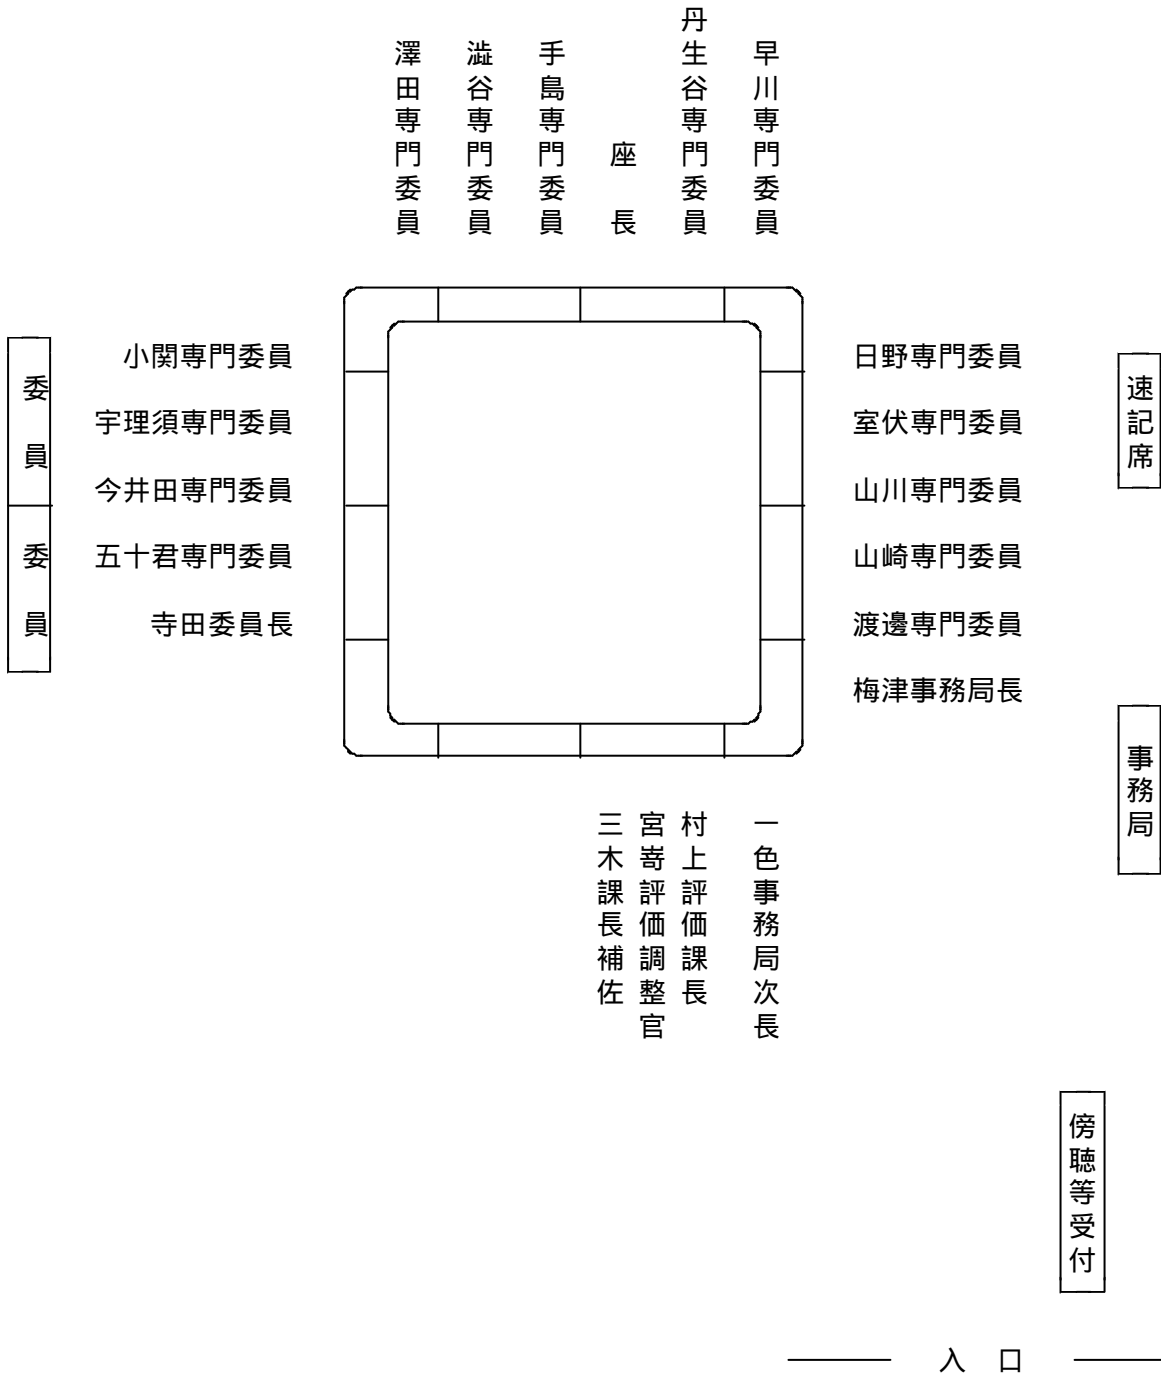 澤田専門委員
澁谷専門委員
手島専門委員
座長
丹生谷専門委員
早川専門委員
委員
委員
小関専門委員
宇理須専門委員
今井田専門委員
五十君専門委員
寺田委員長
日野専門委員
室伏専門委員
山川専門委員
山崎専門委員
渡邊専門委員
梅津事務局長
速記席
事務局
三木課長補佐
宮嵜評価調整官
村上評価課長
一色事務局次長
傍聴等受付
入口